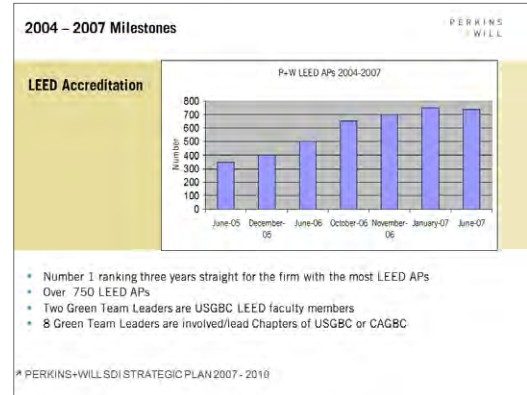 2004 – 2007 Milestones
PERKINS
+ WILL
LEED Accreditation
P+W LEED APs 2004-2007
Number
800
700
600
500
400
300
200
100
0
June-05 December-05 June-06 October-06 November-06 January-07 June-07
• Number 1 ranking three years straight for the firm with the most LEED APs
• Over 750 LEED APs
• Two Green Team Leaders are USGBC LEED faculty members
• 8 Green Team Leaders are involved/lead Chapters of USGBC or CAGBC
* PERKINS+WILL SDI STRATEGIC PLAN 2007 - 2010